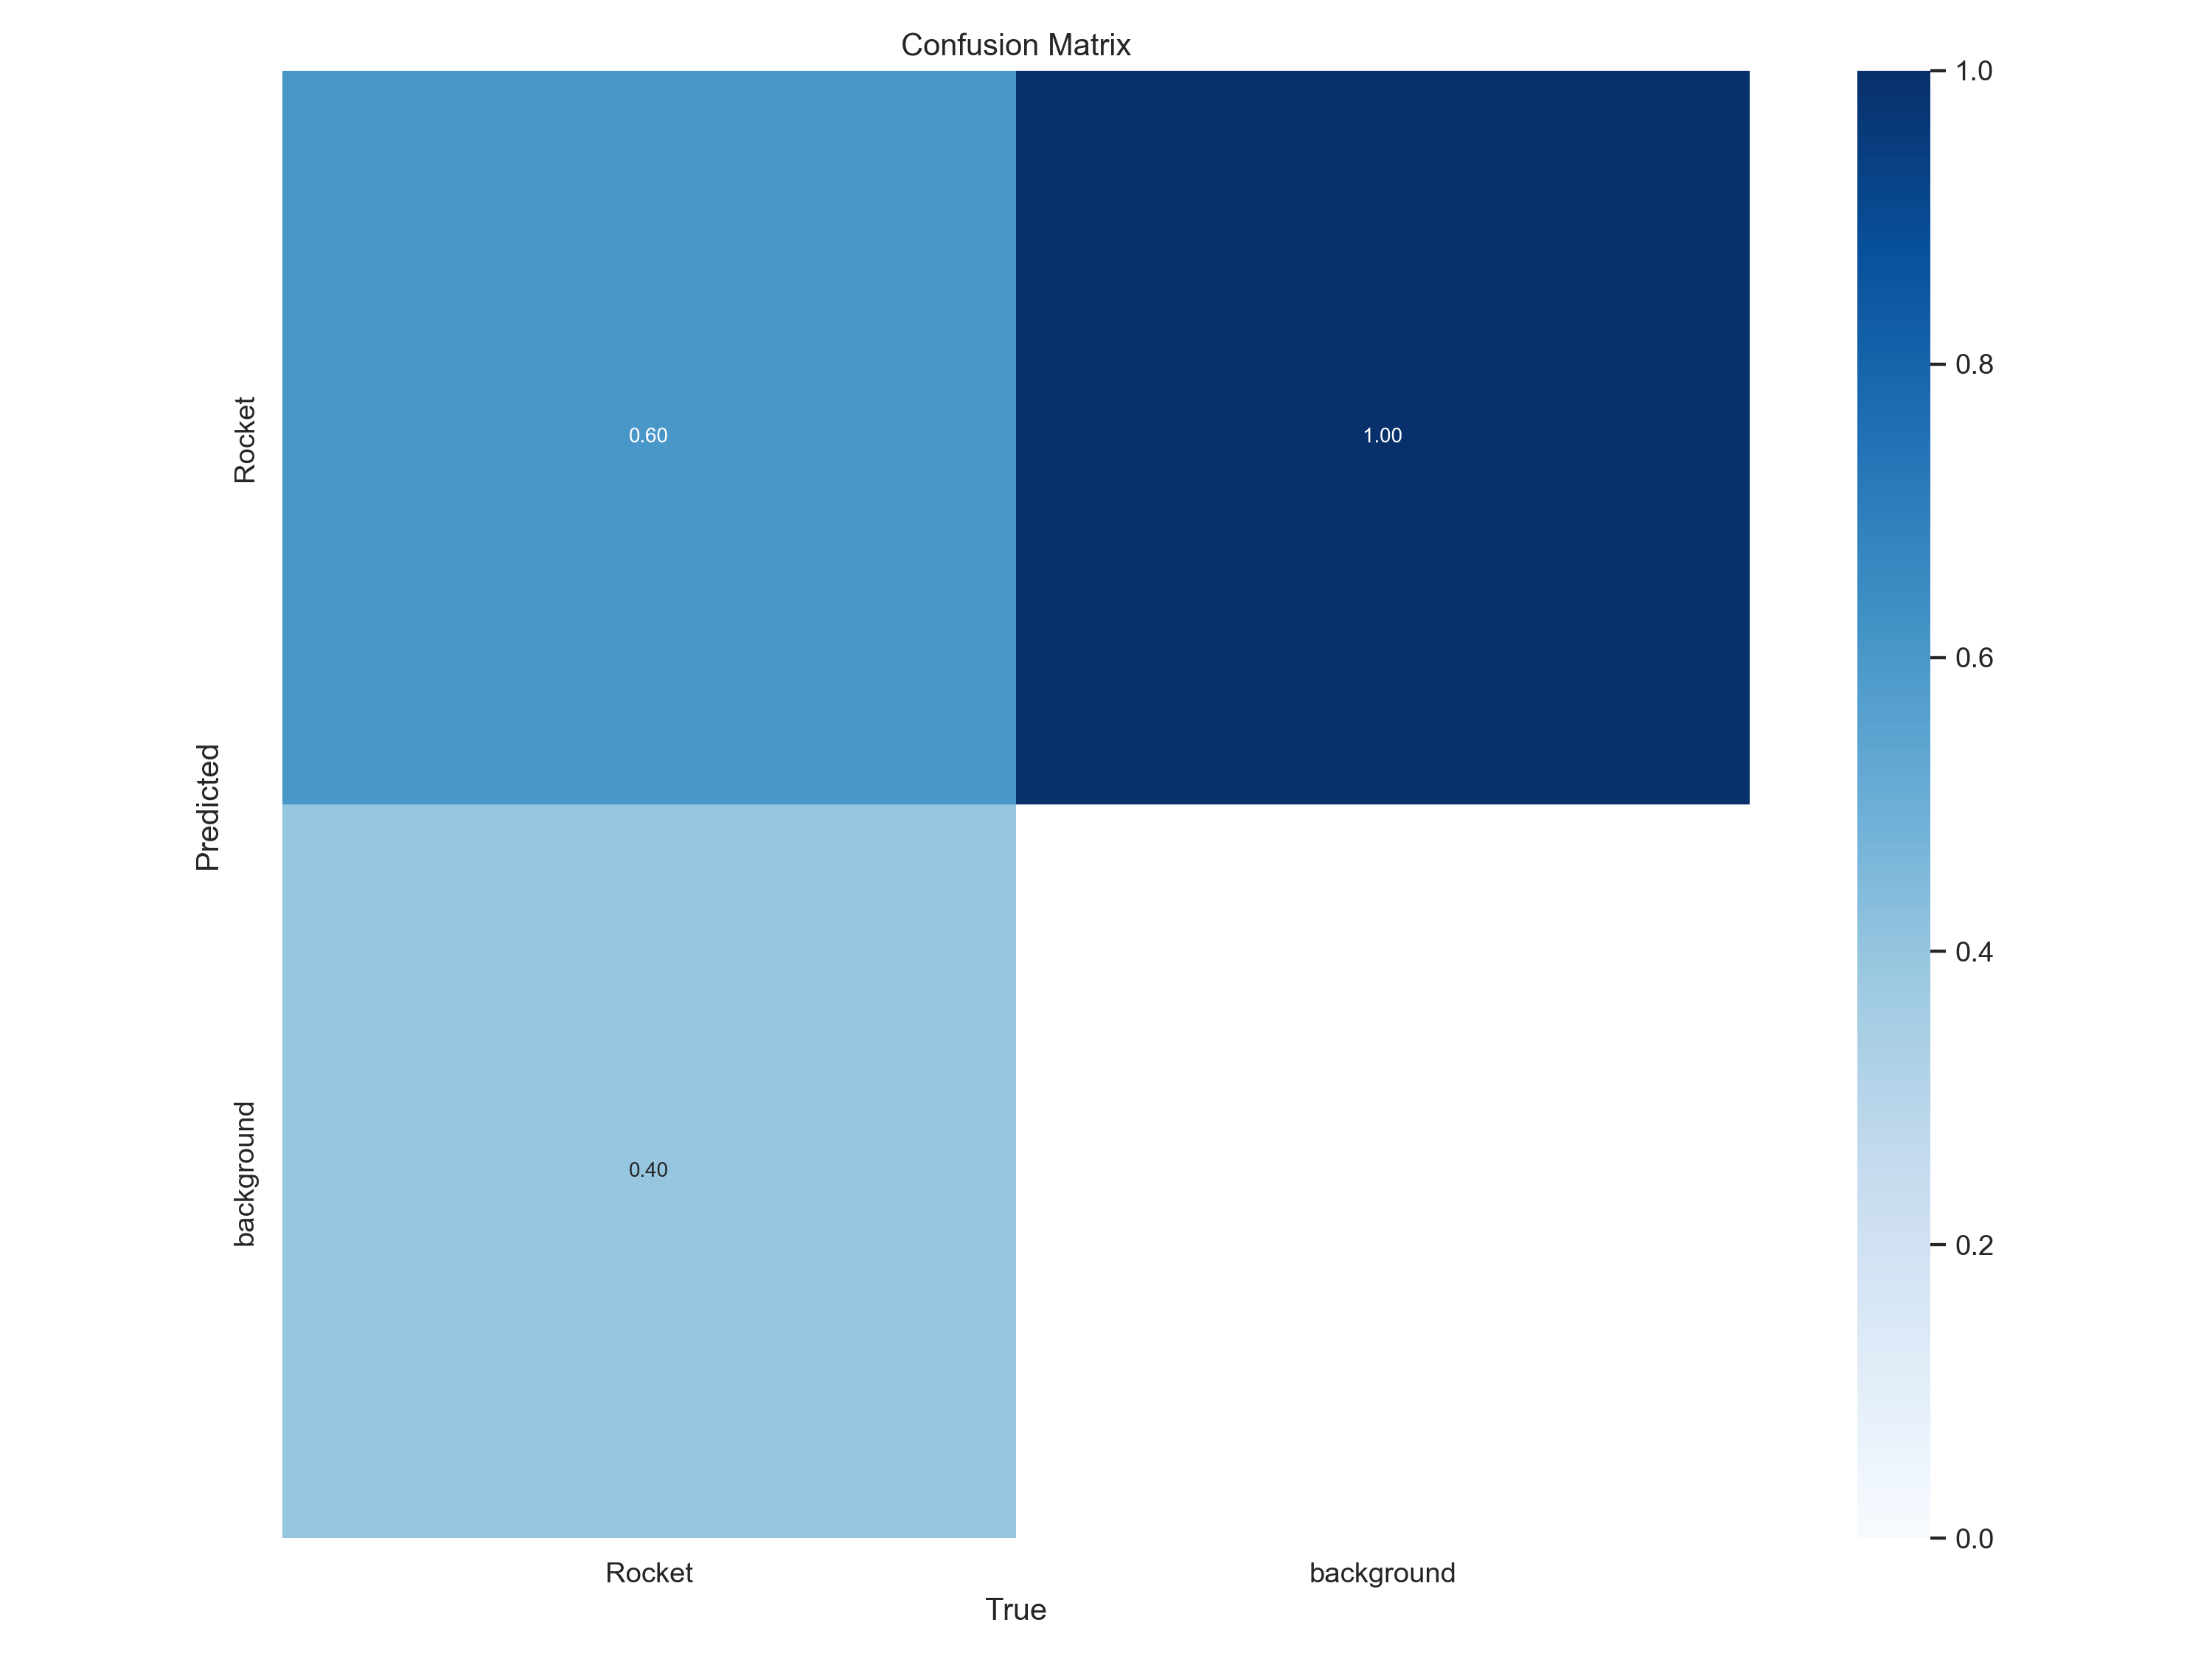 Confusion Matrix
Rocket
background
Predicted
0.60
1.00
0.40
Rocket
background
True
1.0
0.8
0.6
0.4
0.2
0.0